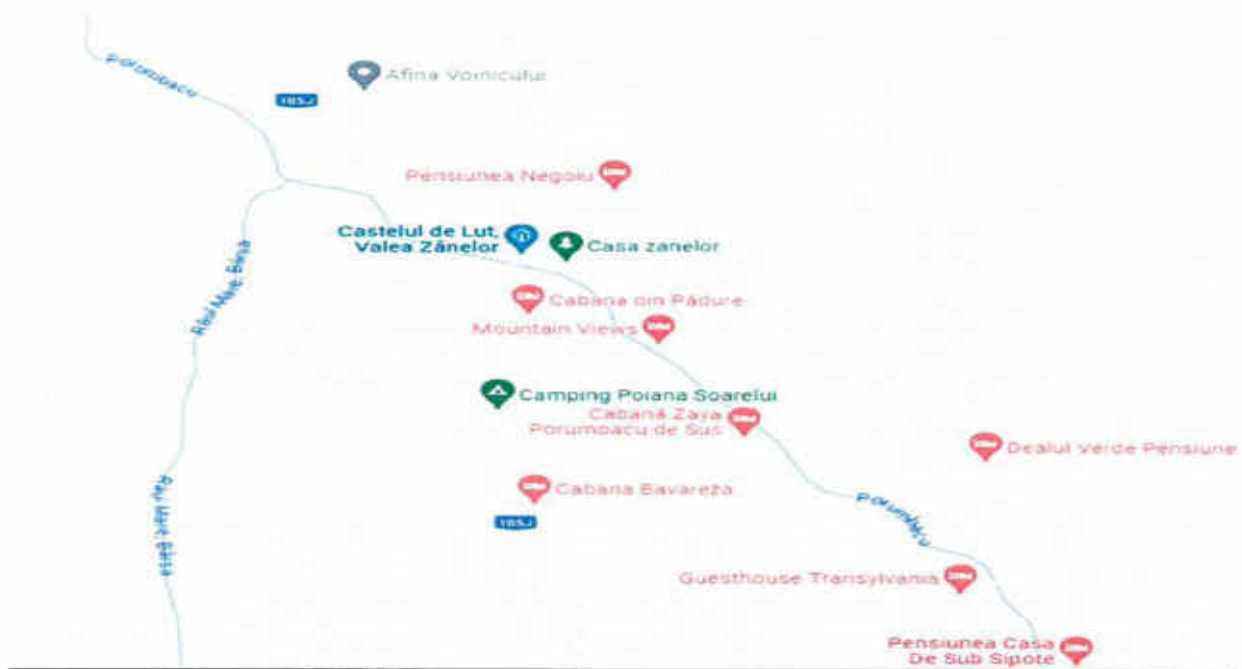 Porumbacu
Afina Vornicului
105J
Pensiunea Negoiu
Castelul de Lut,
Valea Zânelor
Casa zanelor
Râul Mare, Bârsa
Cabana din Pădure
Mountain Views
Camping Poiana Soarelui
Cabană Zaya
Porumbacu de Sus
Dealul Verde Pensiune
Cabana Bavareza
Râul Mare, Bârsa
105J
Porumbacu
Guesthouse Transylvania
Pensiunea Casa
De Sub Sipote